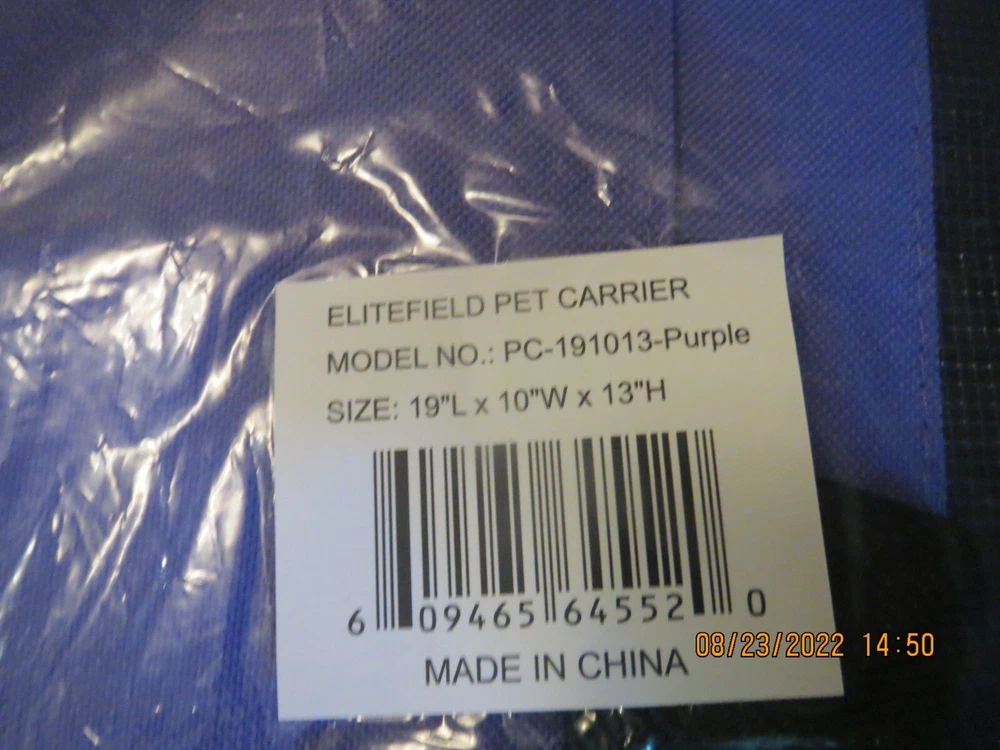 ELITEFIELD PET CARRIER
MODEL NO.: PC-191013-Purple
SIZE: 19"L x 10"W x 13"H
6 09465 64552 0
MADE IN CHINA
08/23/2022 14:50